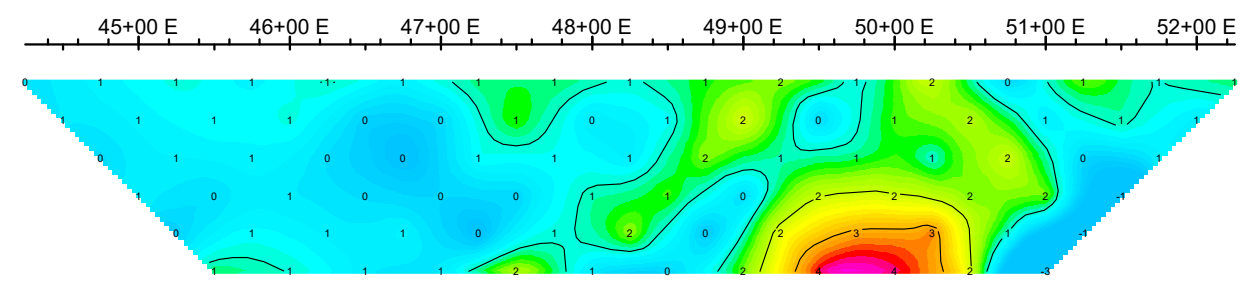 45+00 E 46+00 E 47+00 E 48+00 E 49+00 E 50+00 E 51+00 E 52+00 E
0 1 1 1 1 1 1 1 1 1 2 1 2 0 1 1 1
1 1 1 1 0 0 1 0 1 2 0 1 2 1 1 1
0 1 1 0 0 1 1 1 2 1 1 1 2 0 1
1 0 1 0 0 0 1 1 0 2 2 2 2 -1
0 1 1 1 0 1 2 0 2 3 3 1 -1
1 1 1 1 2 1 0 2 4 4 2 -3